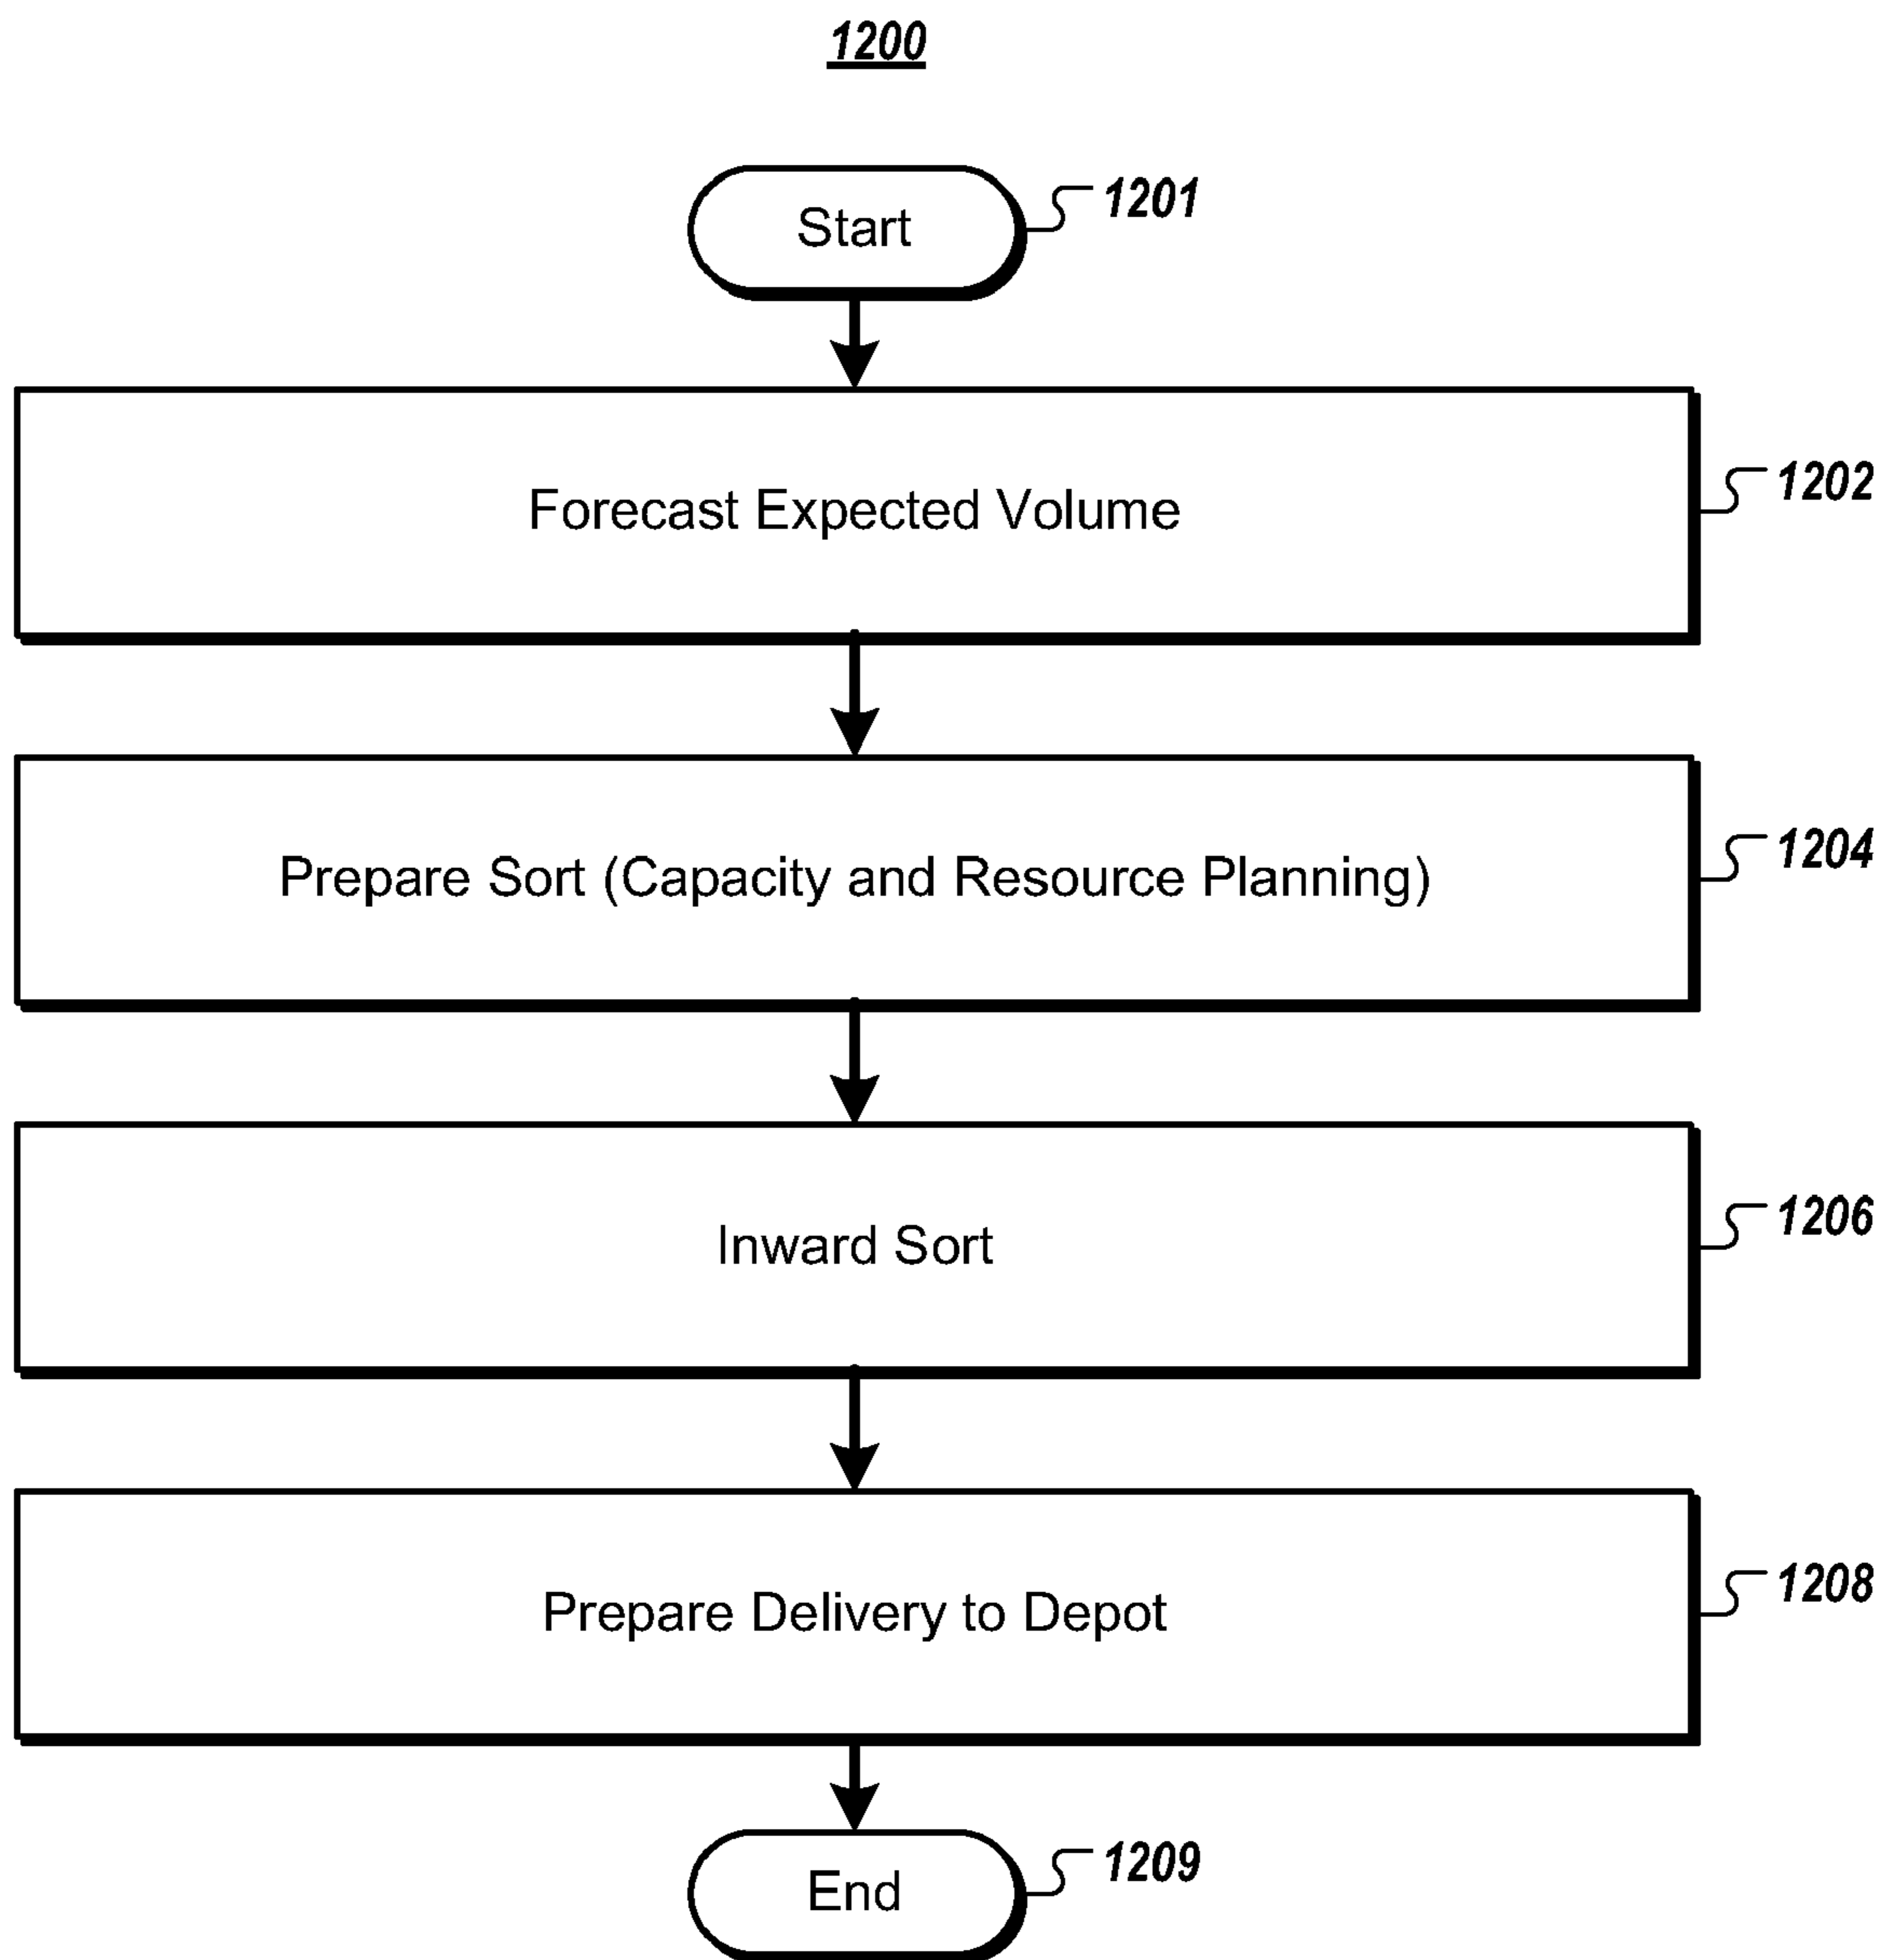 1200
Start
1201
Forecast Expected Volume
1202
Prepare Sort (Capacity and Resource Planning)
1204
Inward Sort
1206
Prepare Delivery to Depot
1208
End
1209